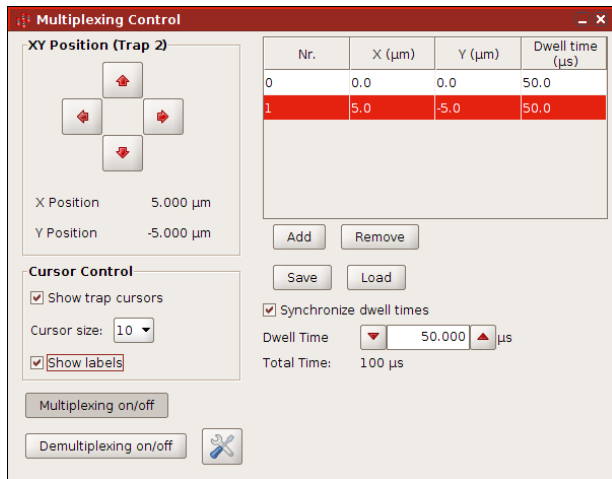 Multiplexing Control
XY Position (Trap 2)
X Position 5.000 µm
Y Position -5.000 µm
Cursor Control
Show trap cursors
Cursor size: 10
Show labels
Multiplexing on/off
Demultiplexing on/off
Nr. X (µm) Y (µm) Dwell time (µs)
0 0.0 0.0 50.0
1 5.0 -5.0 50.0
Add Remove
Save Load
Synchronize dwell times
Dwell Time 50.000 µs
Total Time: 100 µs